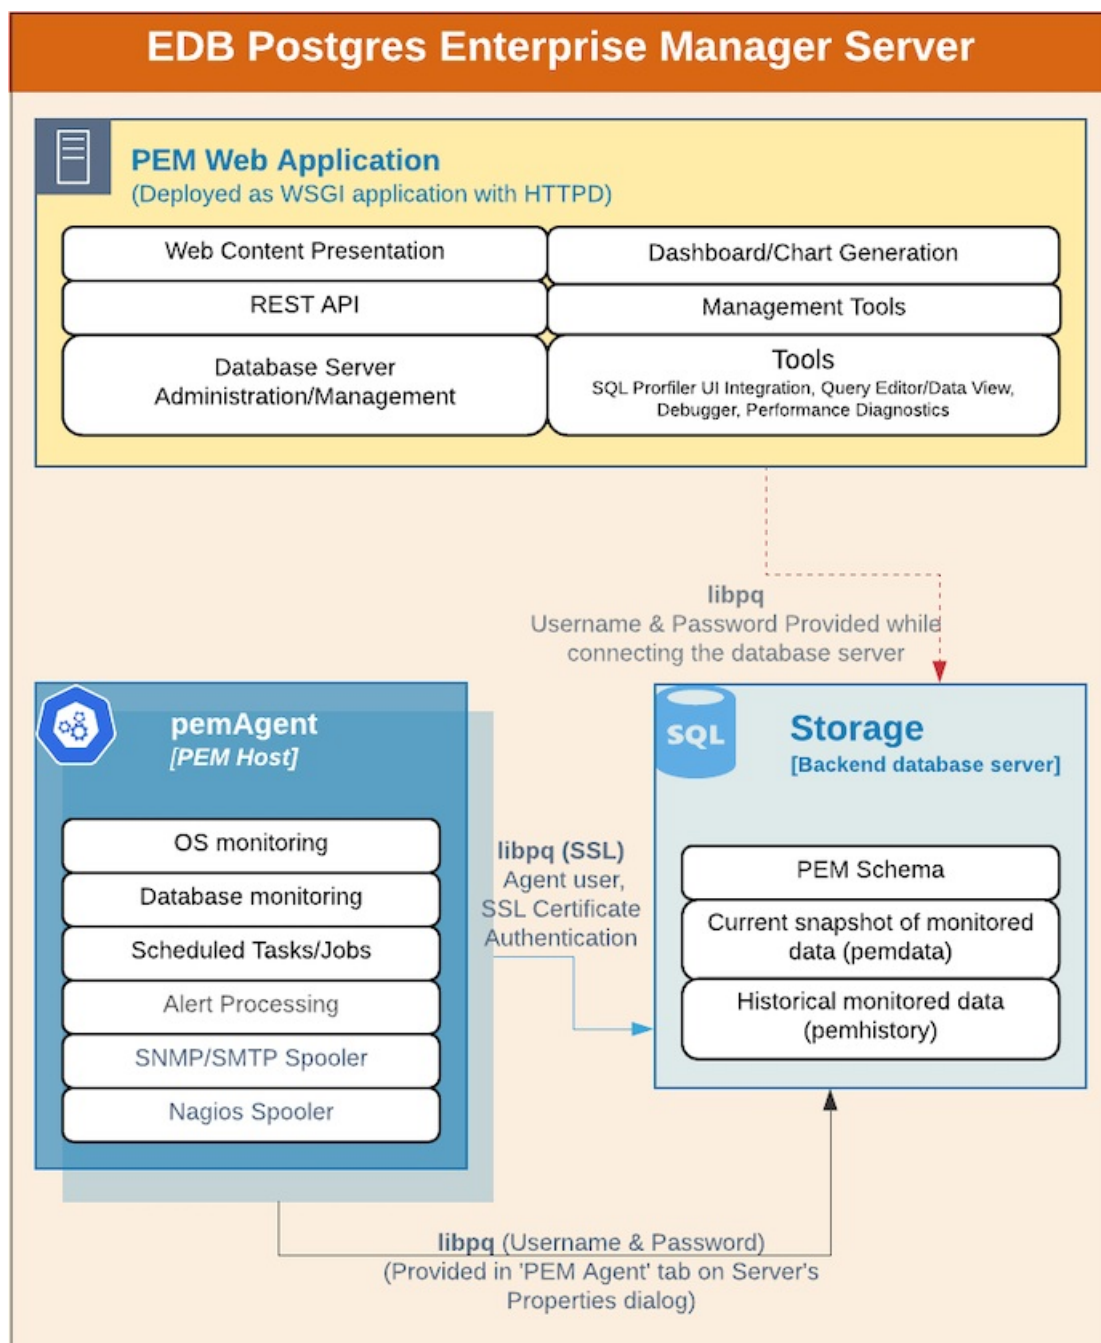 EDB Postgres Enterprise Manager Server
PEM Web Application
(Deployed as WSGI application with HTTPD)
Web Content Presentation
Dashboard/Chart Generation
REST API
Management Tools
Database Server
Administration/Management
Tools
SQL Prorfiler UI Integration, Query Editor/Data View,
Debugger, Performance Diagnostics
libpq
Username & Password Provided while
connecting the database server
pemAgent
[PEM Host]
OS monitoring
Database monitoring
Scheduled Tasks/Jobs
Alert Processing
SNMP/SMTP Spooler
Nagios Spooler
libpq (SSL)
Agent user,
SSL Certificate
Authentication
SQL
Storage
[Backend database server]
PEM Schema
Current snapshot of monitored
data (pemdata)
Historical monitored data
(pemhistory)
libpq (Username & Password)
(Provided in 'PEM Agent' tab on Server's
Properties dialog)